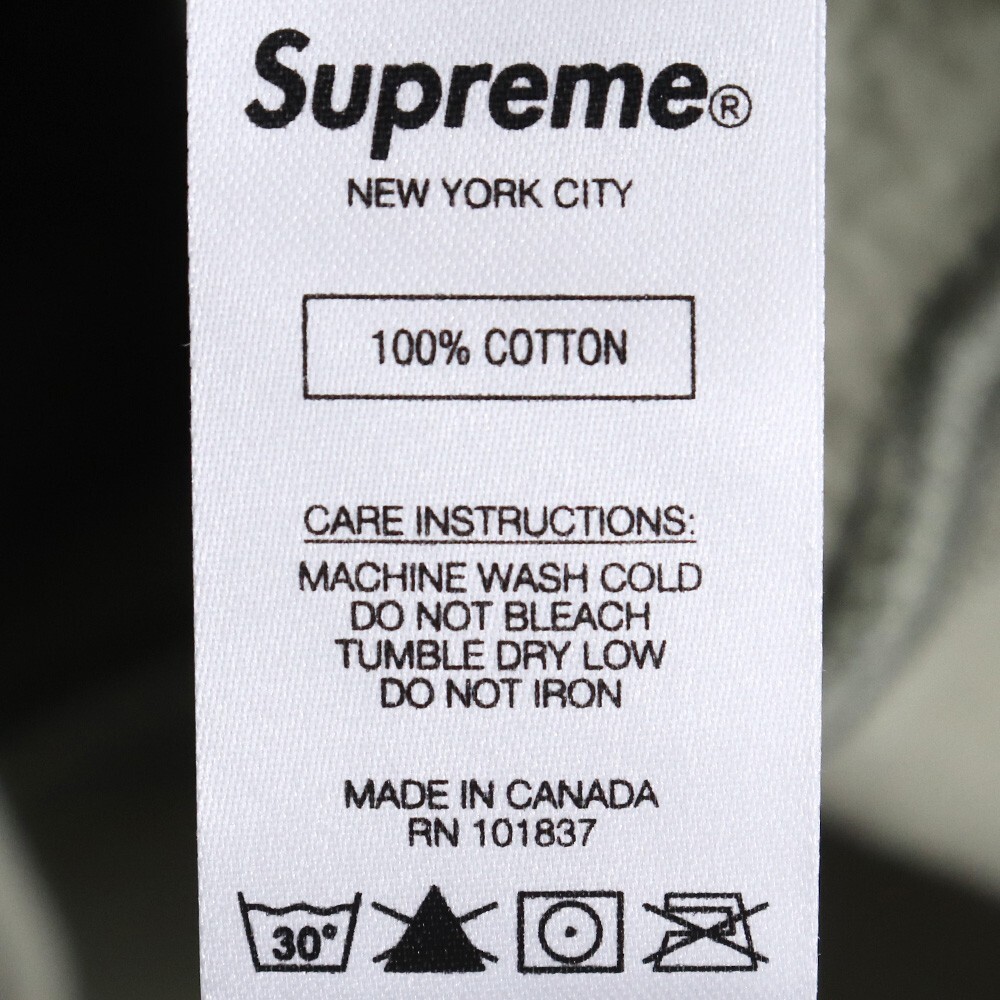 Supreme®
NEW YORK CITY
100% COTTON
CARE INSTRUCTIONS:
MACHINE WASH COLD
DO NOT BLEACH
TUMBLE DRY LOW
DO NOT IRON
MADE IN CANADA
RN 101837
30°